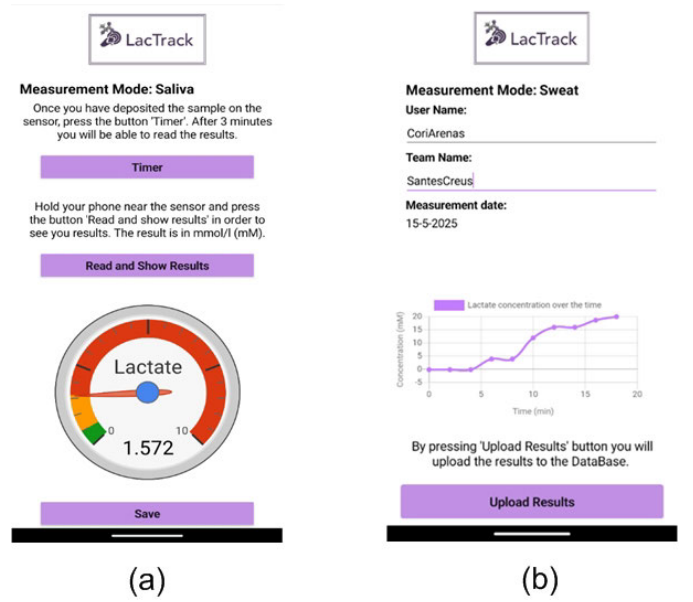 LacTrack
Measurement Mode: Saliva
Once you have deposited the sample on the
sensor, press the button 'Timer'. After 3 minutes
you will be able to read the results.
Timer
Hold your phone near the sensor and press
the button 'Read and show results' in order to
see you results. The result is in mmol/l (mM).
Read and Show Results
Lactate
0
10
1.572
Save
(a)
LacTrack
Measurement Mode: Sweat
User Name:
CoriArenas
Team Name:
SantesCreus
Measurement date:
15-5-2025
Lactate concentration over the time
Concentration (mM)
20
15
10
5
0
-5
0 5 10 15 20
Time (min)
By pressing 'Upload Results' button you will
upload the results to the DataBase.
Upload Results
(b)